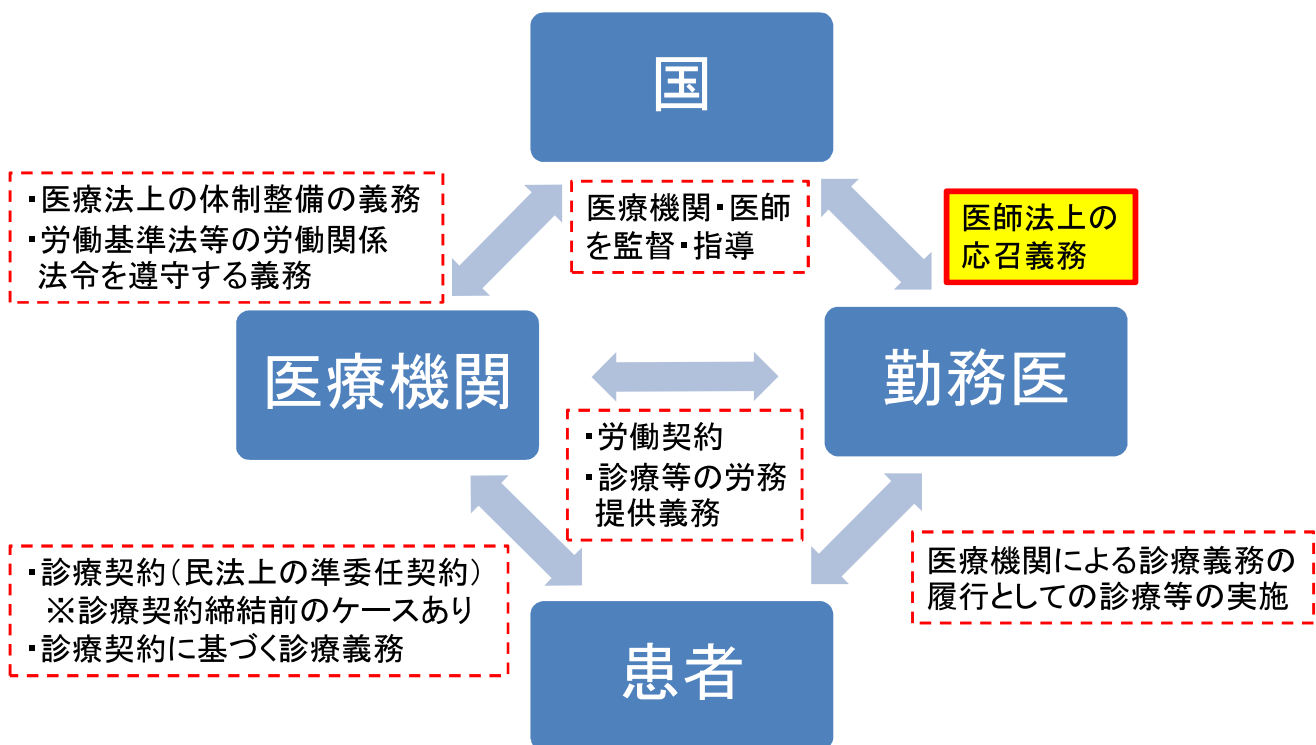 国
・医療法上の体制整備の義務
・労働基準法等の労働関係
法令を遵守する義務
医療機関・医師
を監督・指導
医師法上の
応召義務
医療機関
勤務医
・労働契約
・診療等の労務
提供義務
・診療契約(民法上の準委任契約)
※診療契約締結前のケースあり
・診療契約に基づく診療義務
医療機関による診療義務の
履行としての診療等の実施
患者